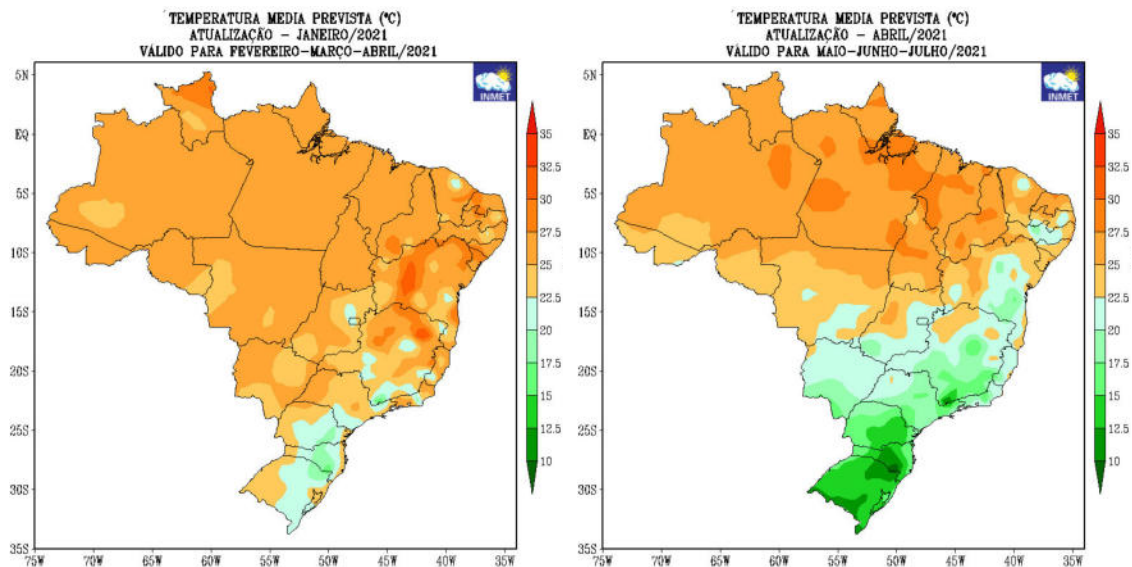 TEMPERATURA MEDIA PREVISTA (°C)
ATUALIZAÇÃO - JANEIRO/2021
VÁLIDO PARA FEVEREIRO-MARÇO-ABRIL/2021
5N
EQ
5S
10S
15S
20S
25S
30S
35S
75W
70W
65W
60W
55W
50W
45W
40W
35W
INMET
35
32.5
30
27.5
25
22.5
20
17.5
15
12.5
10
TEMPERATURA MEDIA PREVISTA (°C)
ATUALIZAÇÃO - ABRIL/2021
VÁLIDO PARA MAIO-JUNHO-JULHO/2021
5N
EQ
5S
10S
15S
20S
25S
30S
35S
75W
70W
65W
60W
55W
50W
45W
40W
35W
INMET
35
32.5
30
27.5
25
22.5
20
17.5
15
12.5
10